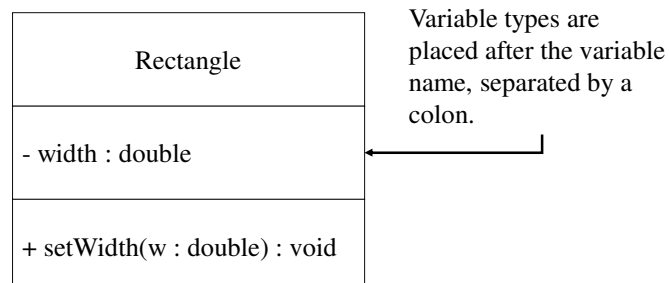 Rectangle
- width : double
+ setWidth(w : double) : void
Variable types are
placed after the variable
name, separated by a
colon.